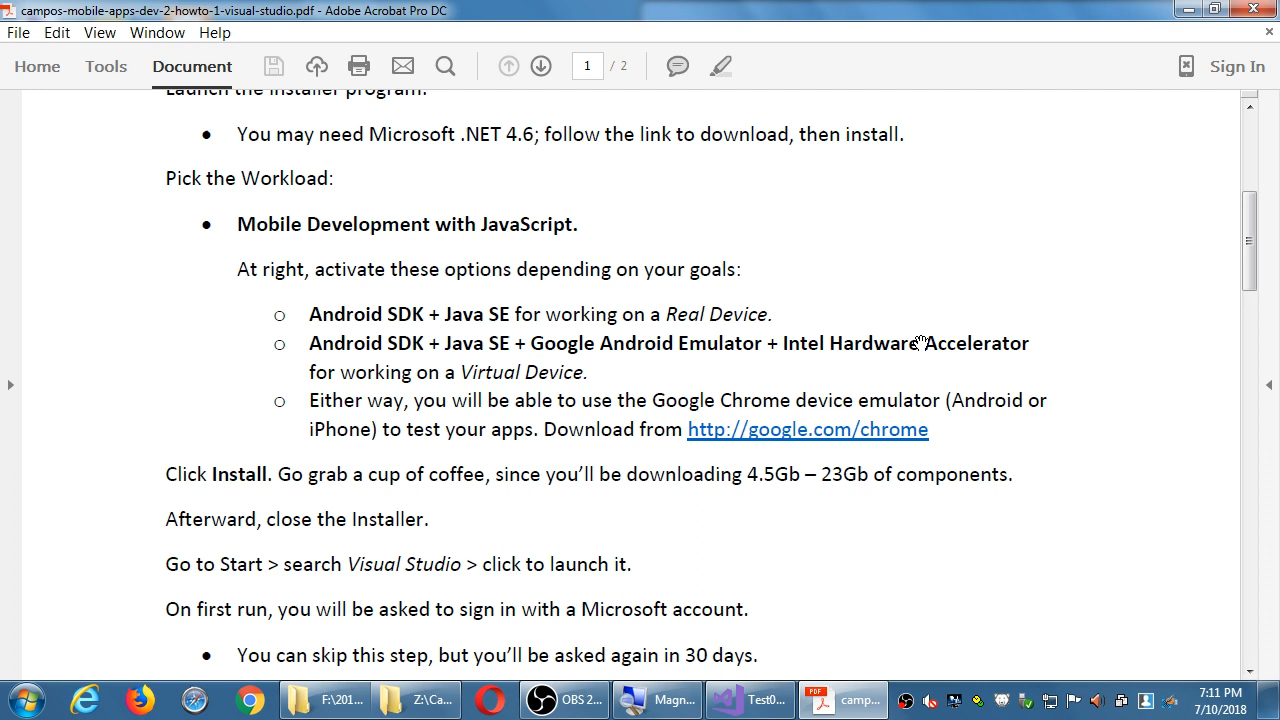 campos-mobile-apps-dev-2-howto-1-visual-studio.pdf - Adobe Acrobat Pro DC
File Edit View Window Help
Home Tools Document 1 / 2 Sign In
Launch the installer program.
• You may need Microsoft .NET 4.6; follow the link to download, then install.
Pick the Workload:
• Mobile Development with JavaScript.
At right, activate these options depending on your goals:
o Android SDK + Java SE for working on a Real Device.
o Android SDK + Java SE + Google Android Emulator + Intel Hardware Accelerator
for working on a Virtual Device.
o Either way, you will be able to use the Google Chrome device emulator (Android or
iPhone) to test your apps. Download from http://google.com/chrome
Click Install. Go grab a cup of coffee, since you’ll be downloading 4.5Gb – 23Gb of components.
Afterward, close the Installer.
Go to Start > search Visual Studio > click to launch it.
On first run, you will be asked to sign in with a Microsoft account.
• You can skip this step, but you’ll be asked again in 30 days.
F:\201... Z:\Ca... OBS 2... Magn... Test0... PDF camp... 7:11 PM
7/10/2018